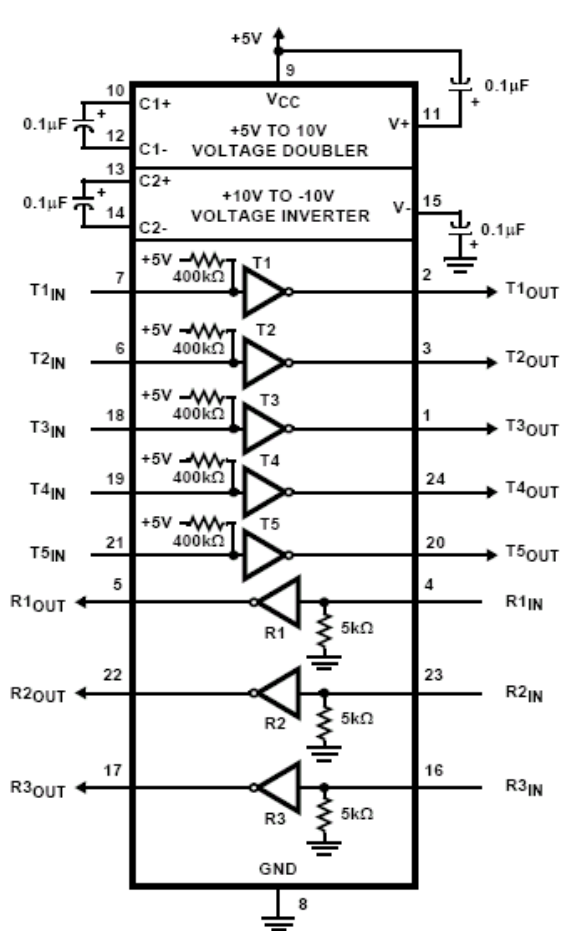 +5V
9
10
C1+
VCC
0.1µF
+
0.1µF
+
11
V+
12
C1-
+5V TO 10V
VOLTAGE DOUBLER
13
C2+
0.1µF
+
14
C2-
+10V TO -10V
VOLTAGE INVERTER
V-
15
0.1µF
+
T1IN
7
+5V
400kΩ
T1
2
T1OUT
T2IN
6
+5V
400kΩ
T2
3
T2OUT
T3IN
18
+5V
400kΩ
T3
1
T3OUT
T4IN
19
+5V
400kΩ
T4
24
T4OUT
T5IN
21
+5V
400kΩ
T5
20
T5OUT
R1OUT
5
R1
5kΩ
4
R1IN
R2OUT
22
R2
5kΩ
23
R2IN
R3OUT
17
R3
5kΩ
16
R3IN
GND
8